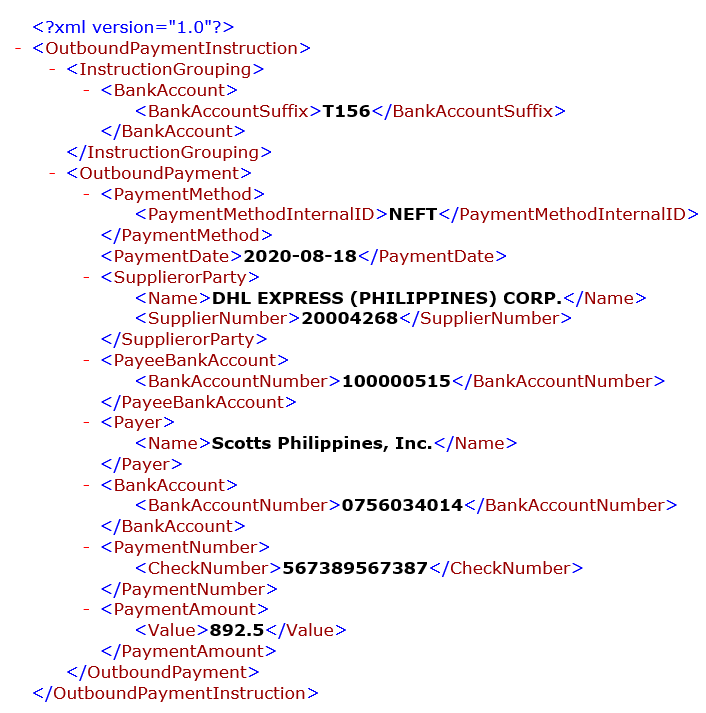 <?xml version="1.0"?>
- <OutboundPaymentInstruction>
- <InstructionGrouping>
- <BankAccount>
<BankAccountSuffix>T156</BankAccountSuffix>
</BankAccount>
</InstructionGrouping>
- <OutboundPayment>
- <PaymentMethod>
<PaymentMethodInternalID>NEFT</PaymentMethodInternalID>
</PaymentMethod>
<PaymentDate>2020-08-18</PaymentDate>
- <SupplierorParty>
<Name>DHL EXPRESS (PHILIPPINES) CORP.</Name>
<SupplierNumber>20004268</SupplierNumber>
</SupplierorParty>
- <PayeeBankAccount>
<BankAccountNumber>100000515</BankAccountNumber>
</PayeeBankAccount>
- <Payer>
<Name>Scotts Philippines, Inc.</Name>
</Payer>
- <BankAccount>
<BankAccountNumber>0756034014</BankAccountNumber>
</BankAccount>
- <PaymentNumber>
<CheckNumber>567389567387</CheckNumber>
</PaymentNumber>
- <PaymentAmount>
<Value>892.5</Value>
</PaymentAmount>
</OutboundPayment>
</OutboundPaymentInstruction>